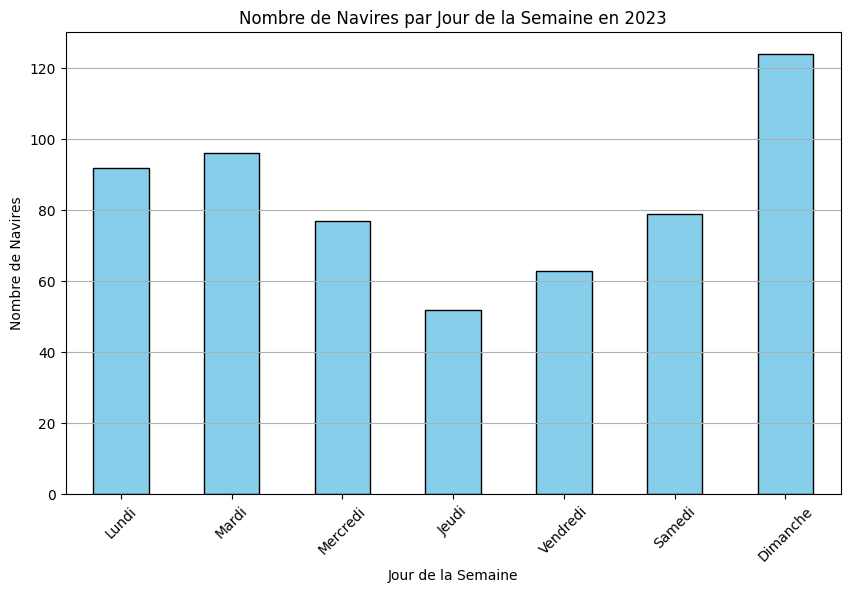 Nombre de Navires par Jour de la Semaine en 2023
Nombre de Navires
120
100
80
60
40
20
0
Lundi
Mardi
Mercredi
Jeudi
Vendredi
Samedi
Dimanche
Jour de la Semaine